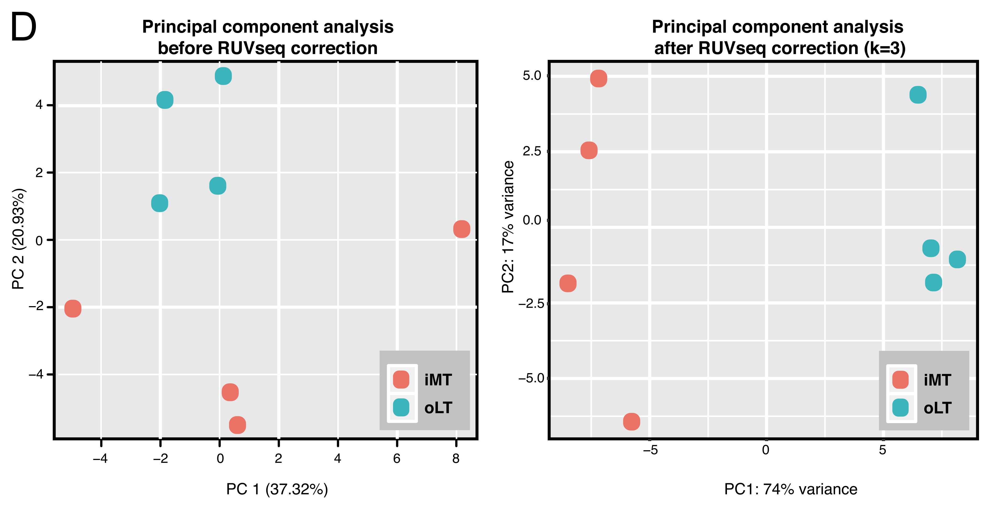 D
Principal component analysis
before RUVseq correction
PC 2 (20.93%)
4
2
0
−2
−4
−4
−2
0
2
4
6
8
PC 1 (37.32%)
iMT
oLT
Principal component analysis
after RUVseq correction (k=3)
PC2: 17% variance
5.0
2.5
0.0
−2.5
−5.0
−5
0
5
PC1: 74% variance
iMT
oLT